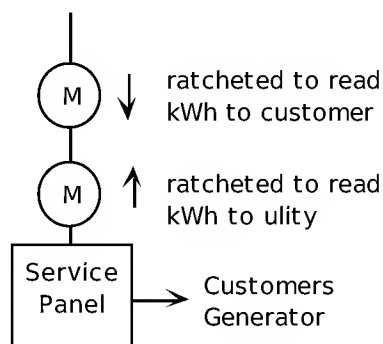 M
ratcheted to read
kWh to customer
M
ratcheted to read
kWh to ulity
Service
Panel
Customers
Generator